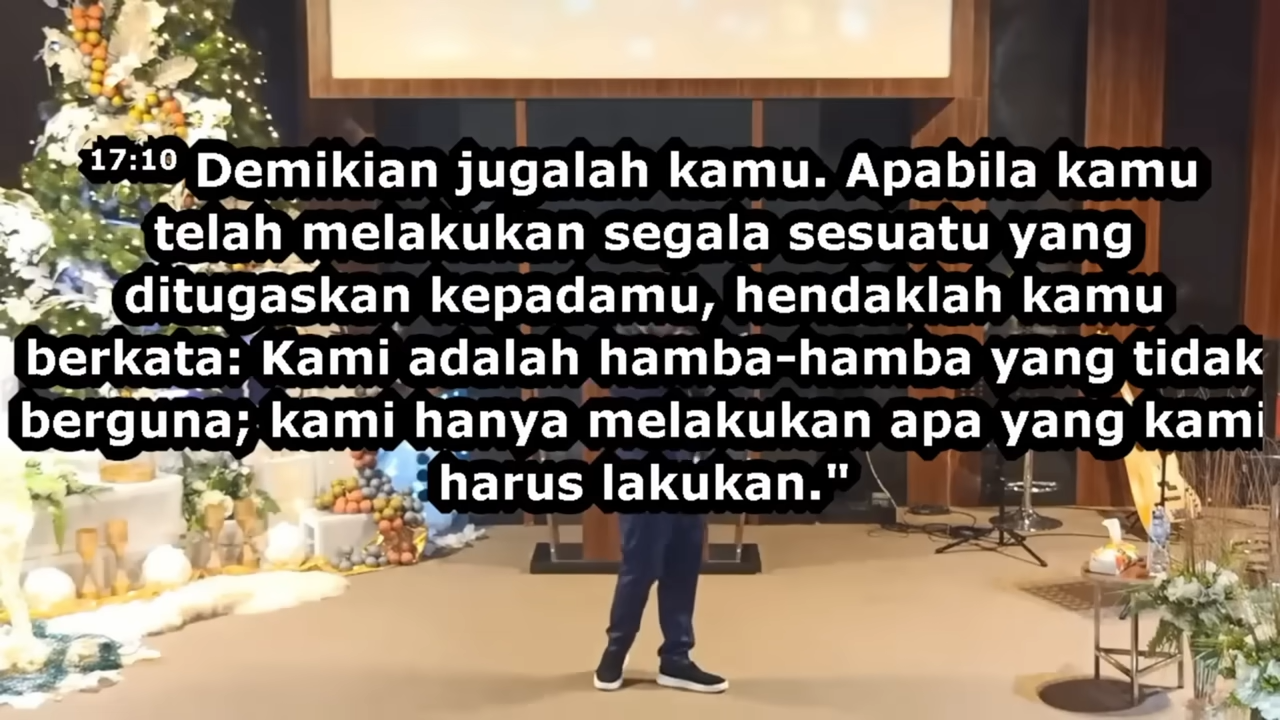 17:10 Demikian jugalah kamu. Apabila kamu
telah melakukan segala sesuatu yang
ditugaskan kepadamu, hendaklah kamu
berkata: Kami adalah hamba-hamba yang tidak
berguna; kami hanya melakukan apa yang kami
harus lakukan."